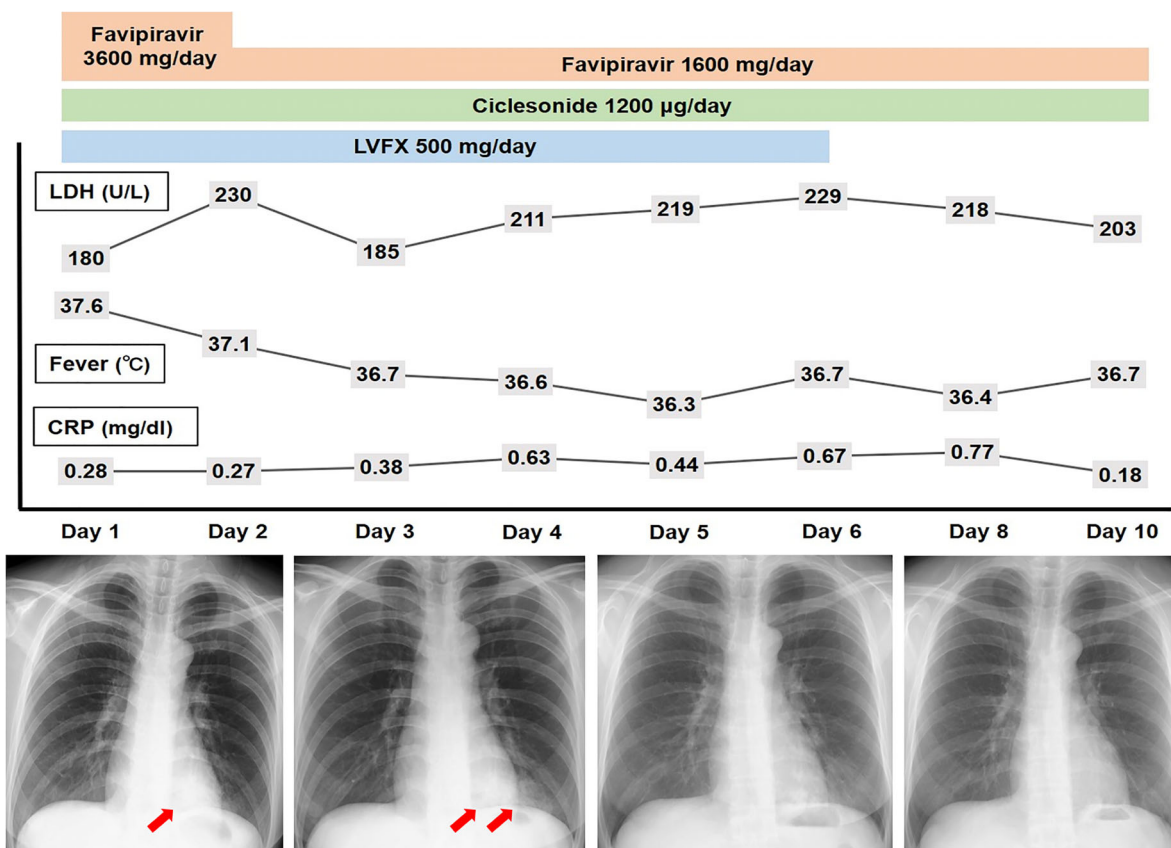 Favipiravir
3600 mg/day
Favipiravir 1600 mg/day
Ciclesonide 1200 μg/day
LVFX 500 mg/day
LDH (U/L)
180
230
185
211
219
229
218
203
Fever (℃)
37.6
37.1
36.7
36.6
36.3
36.7
36.4
36.7
CRP (mg/dl)
0.28
0.27
0.38
0.63
0.44
0.67
0.77
0.18
Day 1 Day 2 Day 3 Day 4 Day 5 Day 6 Day 8 Day 10